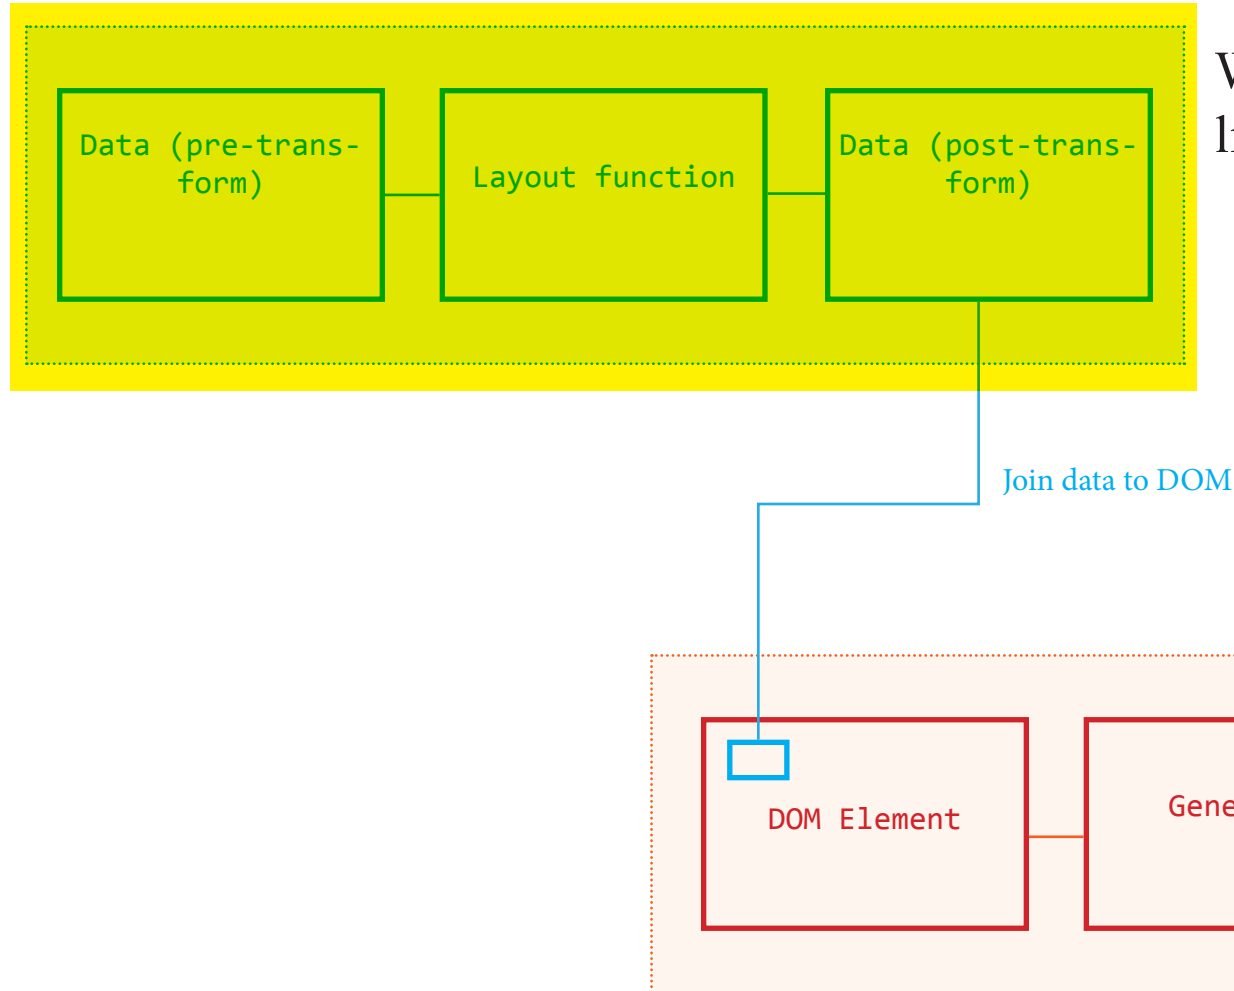 Data (pre-trans-
form)
Layout function
Data (post-trans-
form)
Join data to DOM
DOM Element